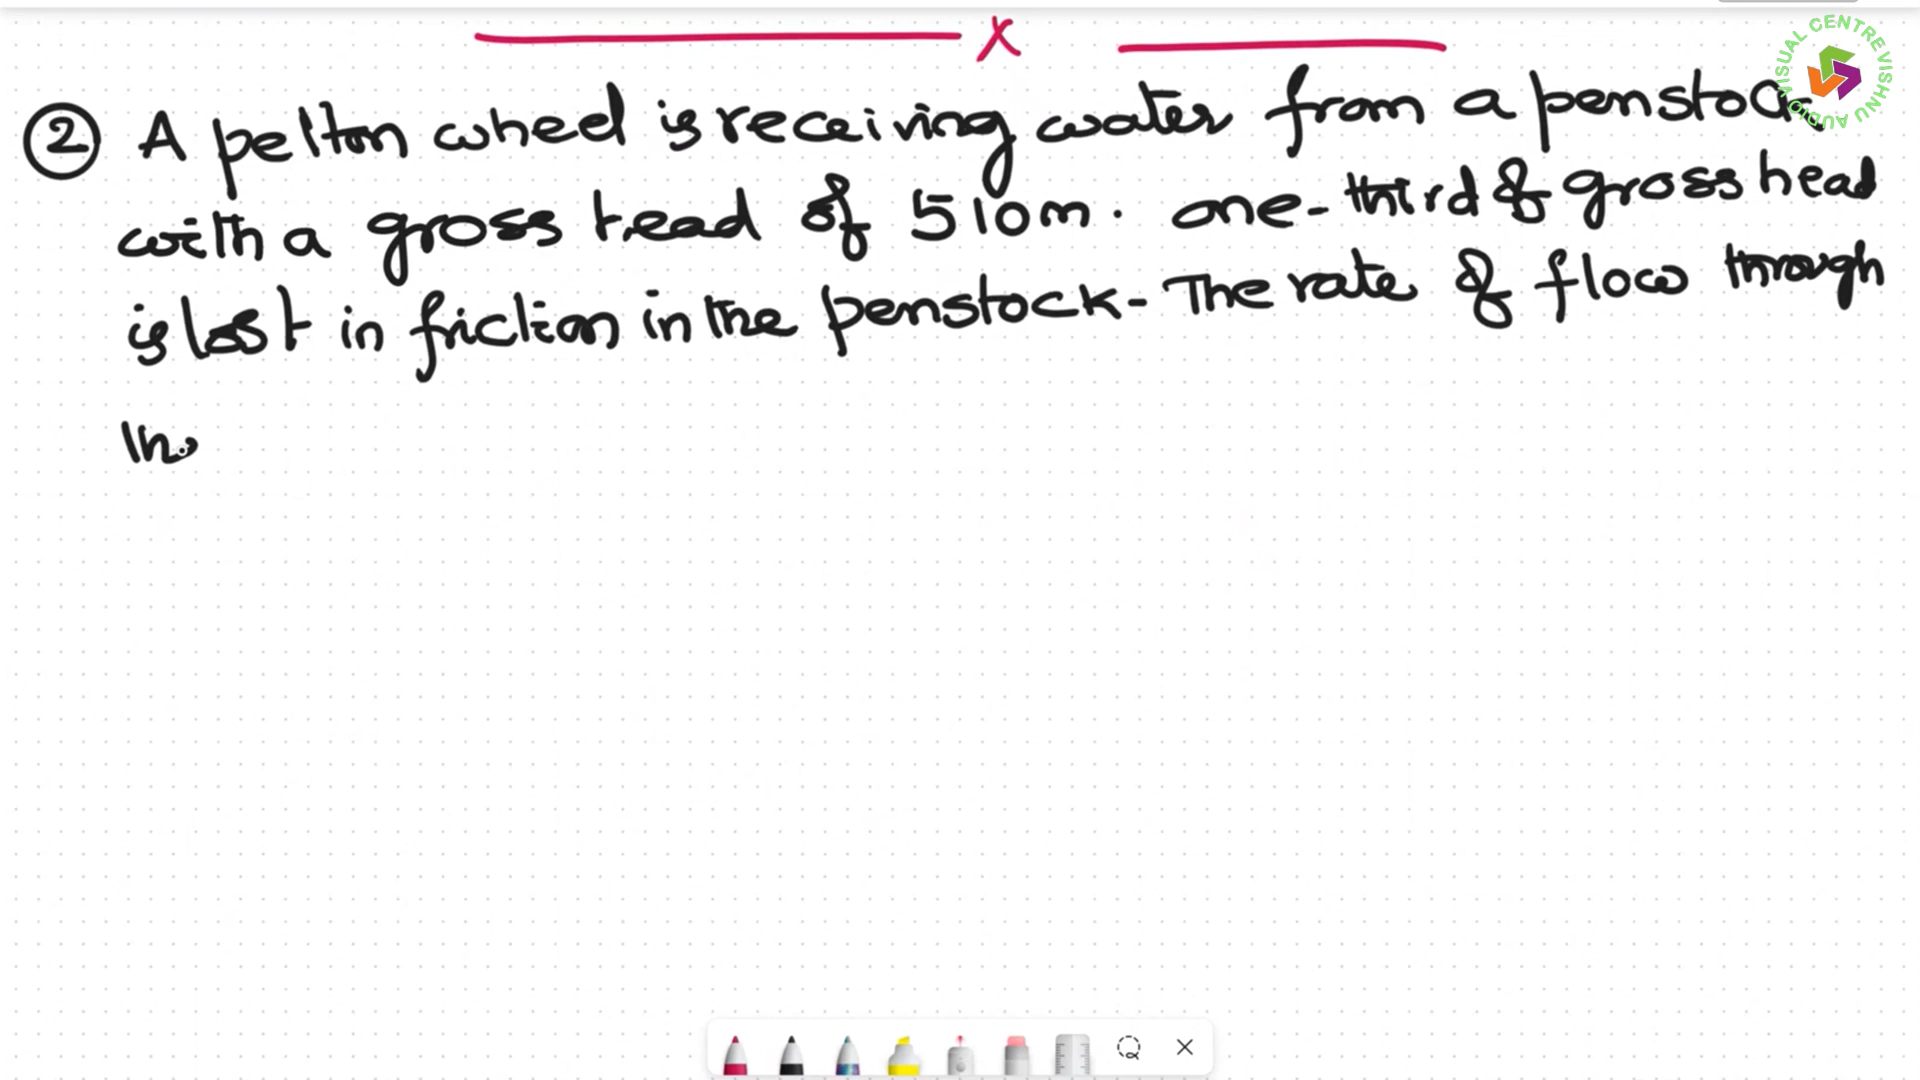 ② A pelton wheel is receiving water from a penstock
with a gross head of 510m. one-third of gross head
is lost in friction in the penstock. The rate of flow through
the
VISHNU AUDIO VISUAL CENTRE